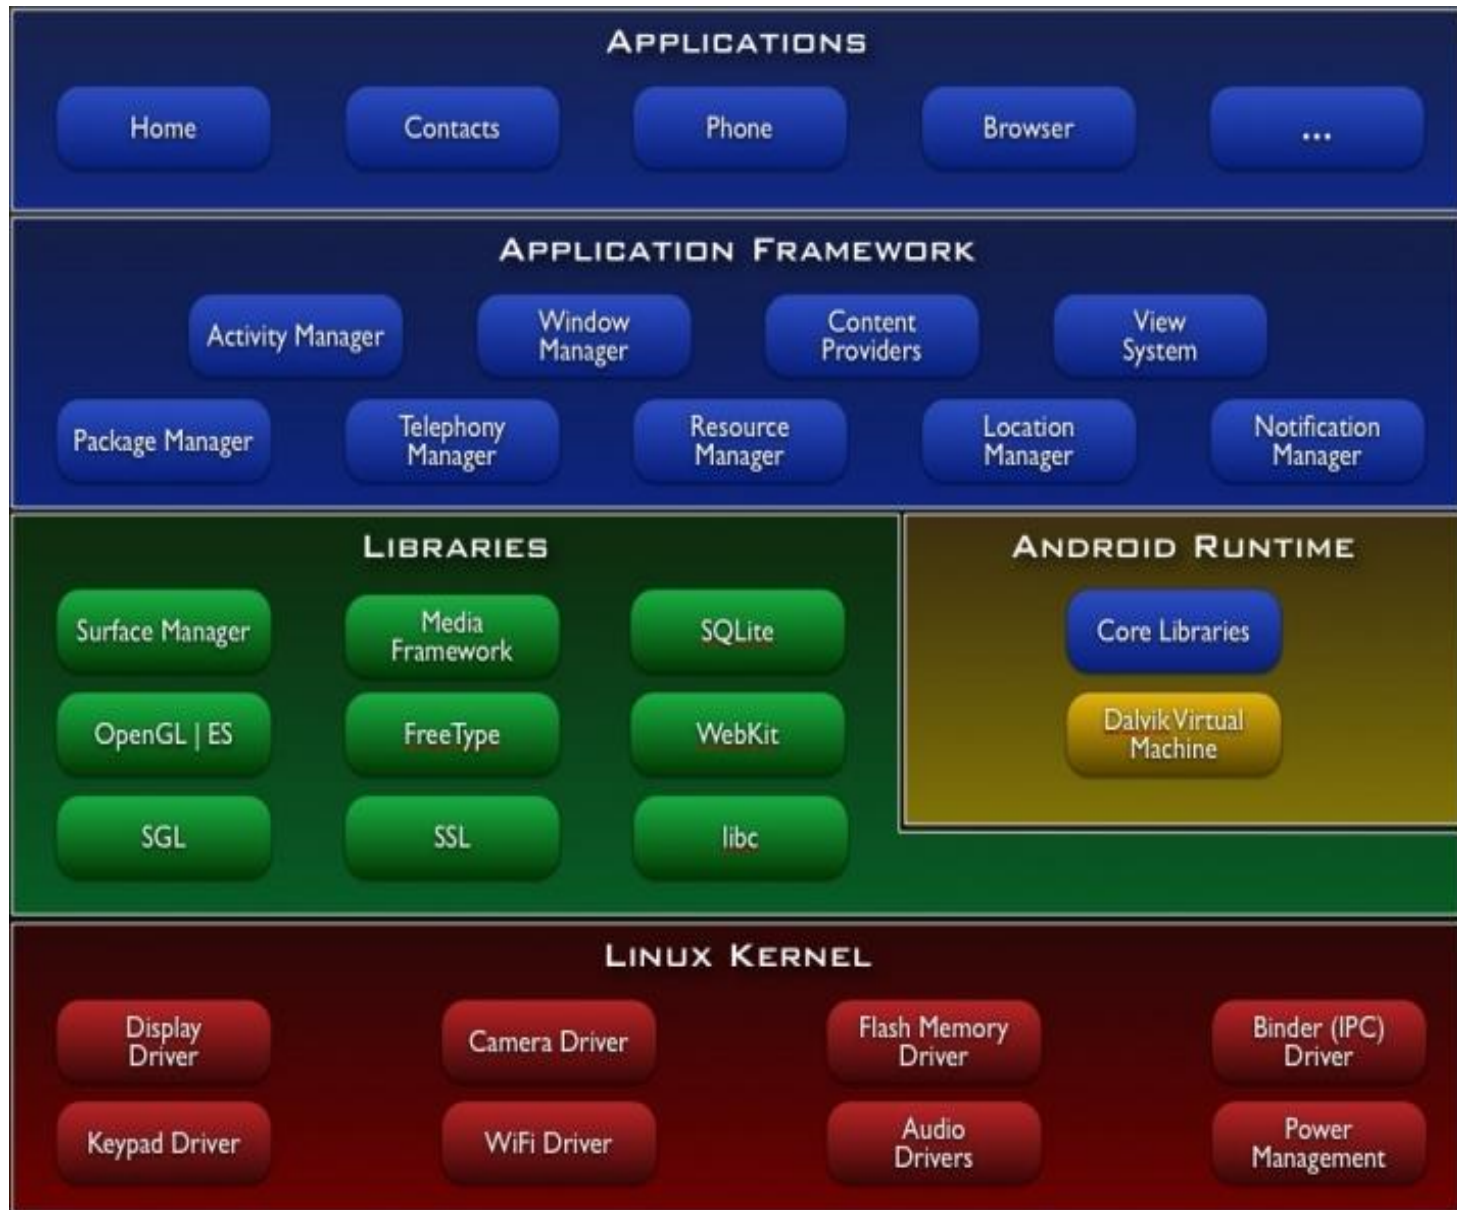 APPLICATIONS
Home
Contacts
Phone
Browser
...
APPLICATION FRAMEWORK
Activity Manager
Window
Manager
Content
Providers
View
System
Package Manager
Telephony
Manager
Resource
Manager
Location
Manager
Notification
Manager
LIBRARIES
Surface Manager
Media
Framework
SQLite
OpenGL | ES
FreeType
WebKit
SGL
SSL
libc
ANDROID RUNTIME
Core Libraries
Dalvik Virtual
Machine
LINUX KERNEL
Display
Driver
Camera Driver
Flash Memory
Driver
Binder (IPC)
Driver
Keypad Driver
WiFi Driver
Audio
Drivers
Power
Management